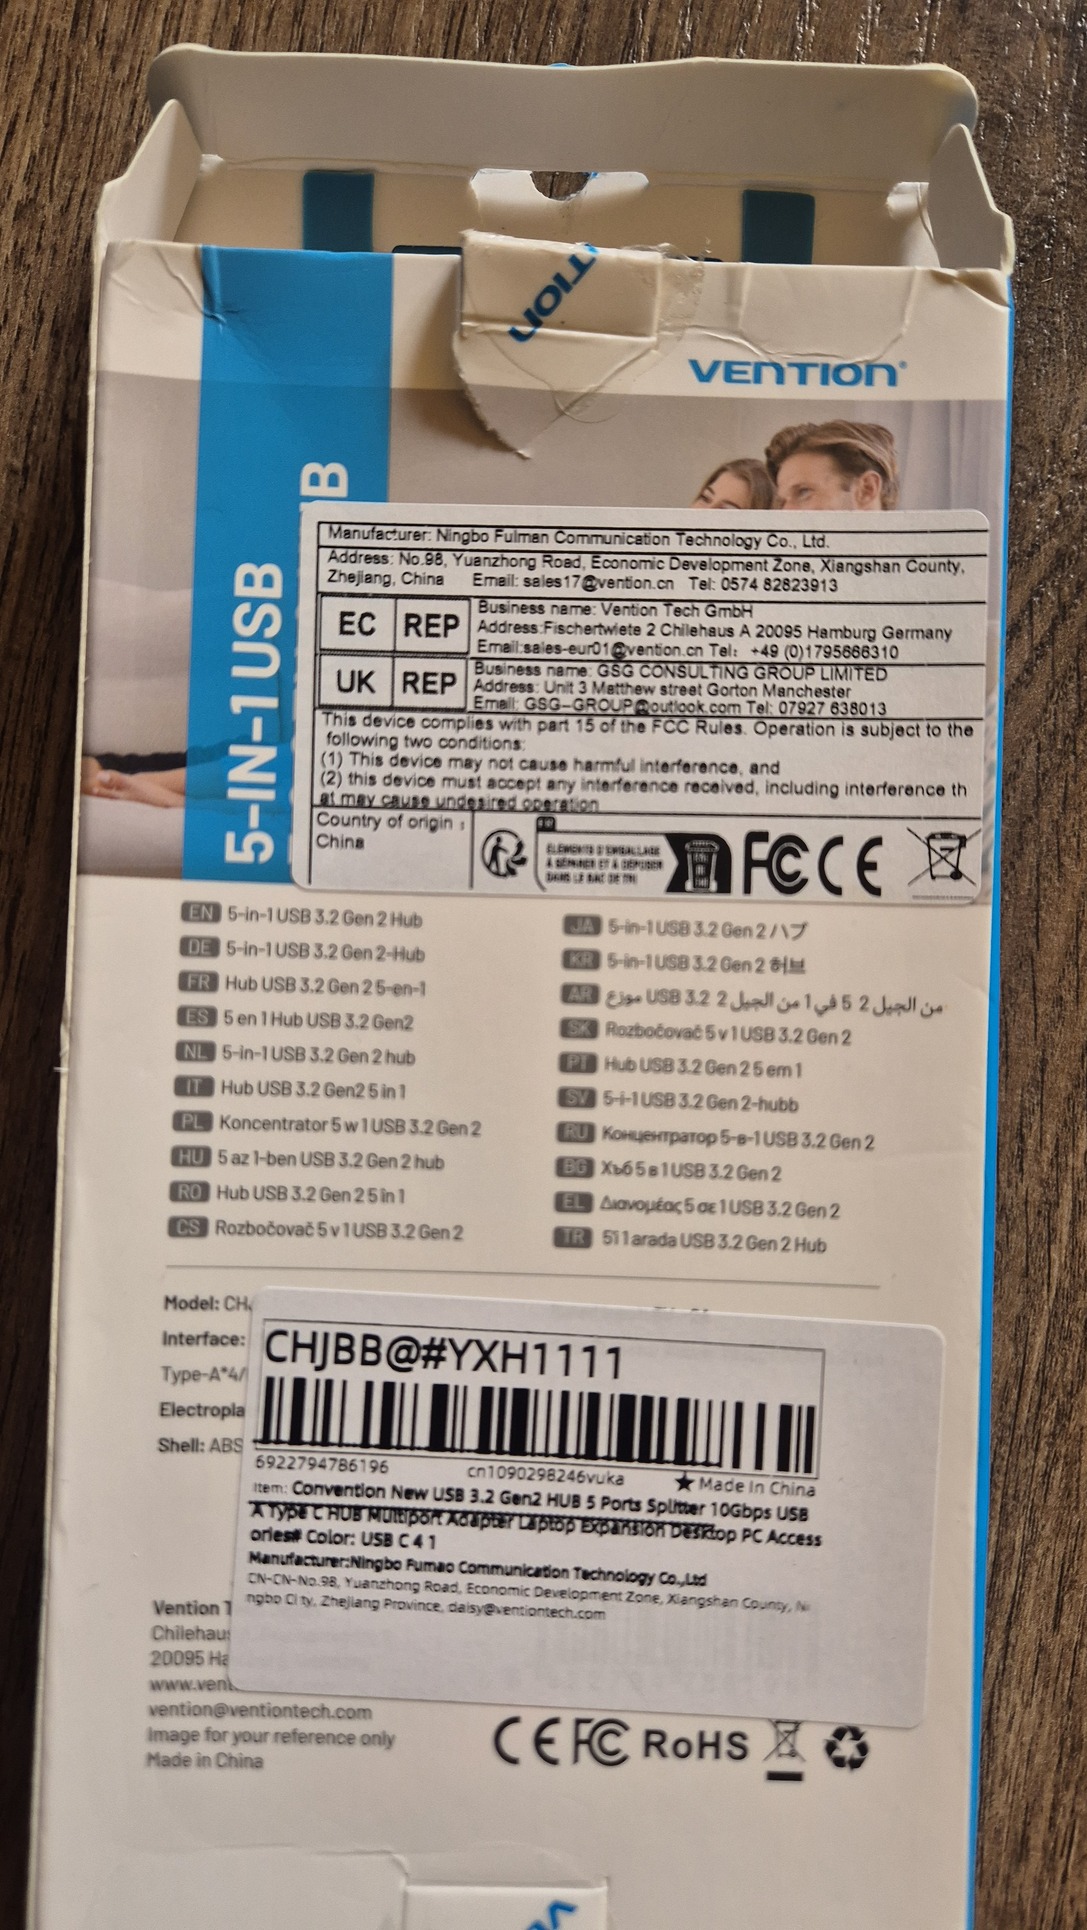 VENTION
VENTION®
5-IN-1 USB
Manufacturer: Ningbo Fulman Communication Technology Co., Ltd.
Address: No.98, Yuanzhong Road, Economic Development Zone, Xiangshan County,
Zhejiang, China Email: sales17@vention.cn Tel: 0574 82823913
EC REP
Business name: Vention Tech GmbH
Address:Fischertwiete 2 Chilehaus A 20095 Hamburg Germany
Email:sales-eur01@vention.cn Tel: +49 (0)1795666310
UK REP
Business name: GSG CONSULTING GROUP LIMITED
Address: Unit 3 Matthew street Gorton Manchester
Email: GSG-GROUP@outlook.com Tel: 07927 638013
This device complies with part 15 of the FCC Rules. Operation is subject to the
following two conditions:
(1) This device may not cause harmful interference, and
(2) this device must accept any interference received, including interference th
at may cause undesired operation
Country of origin :
China
ÉLÉMENTS D'EMBALLAGE
À SÉPARER ET À DÉPOSER
DANS LE BAC DE TRI
FC CE
EN 5-in-1 USB 3.2 Gen 2 Hub
DE 5-in-1 USB 3.2 Gen 2-Hub
FR Hub USB 3.2 Gen 2 5-en-1
ES 5 en 1 Hub USB 3.2 Gen2
NL 5-in-1 USB 3.2 Gen 2 hub
IT Hub USB 3.2 Gen2 5 in 1
PL Koncentrator 5 w 1 USB 3.2 Gen 2
HU 5 az 1-ben USB 3.2 Gen 2 hub
RO Hub USB 3.2 Gen 2 5 în 1
CS Rozbočovač 5 v 1 USB 3.2 Gen 2
JA 5-in-1 USB 3.2 Gen 2 ハブ
KR 5-in-1 USB 3.2 Gen 2 허브
AR موزع USB 3.2 من الجيل 2 5 في 1 من الجيل 2
SK Rozbočovač 5 v 1 USB 3.2 Gen 2
PT Hub USB 3.2 Gen 2 5 em 1
SV 5-i-1 USB 3.2 Gen 2-hubb
RU Концентратор 5-в-1 USB 3.2 Gen 2
BG Хъб 5 в 1 USB 3.2 Gen 2
EL Διανομέας 5 σε 1 USB 3.2 Gen 2
TR 5'i 1 arada USB 3.2 Gen 2 Hub
Model:
Interface:
Type-A*4/
Shell: ABS
CHJBB@#YXH1111
6922794786196 cn1090298246vuka ★ Made In China
Item: Convention New USB 3.2 Gen2 HUB 5 Ports Splitter 10Gbps USB
A Type C HUB Multiport Adapter Laptop Expansion Desktop PC Access
ories# Color: USB C 4 1
Manufacturer:Ningbo Fumao Communication Technology Co.,Ltd
CN-CN-No.98, Yuanzhong Road, Economic Development Zone, Xiangshan County, Ni
ngbo Ci ty, Zhejiang Province, daisy@ventiontech.com
Vention
20095
vention@ventiontech.com
Image for your reference only
Made in China
CE FC RoHS